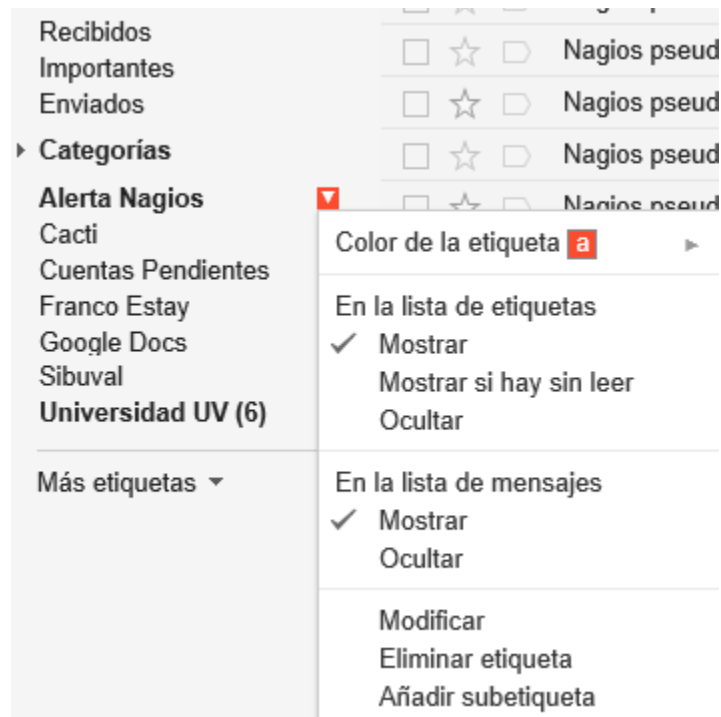 Recibidos
Importantes
Enviados
Categorías
Alerta Nagios
Cacti
Cuentas Pendientes
Franco Estay
Google Docs
Sibuval
Universidad UV (6)
Más etiquetas
Nagios pseud
Nagios pseud
Nagios pseud
Nagios pseud
Color de la etiqueta a
En la lista de etiquetas
Mostrar
Mostrar si hay sin leer
Ocultar
En la lista de mensajes
Mostrar
Ocultar
Modificar
Eliminar etiqueta
Añadir subetiqueta